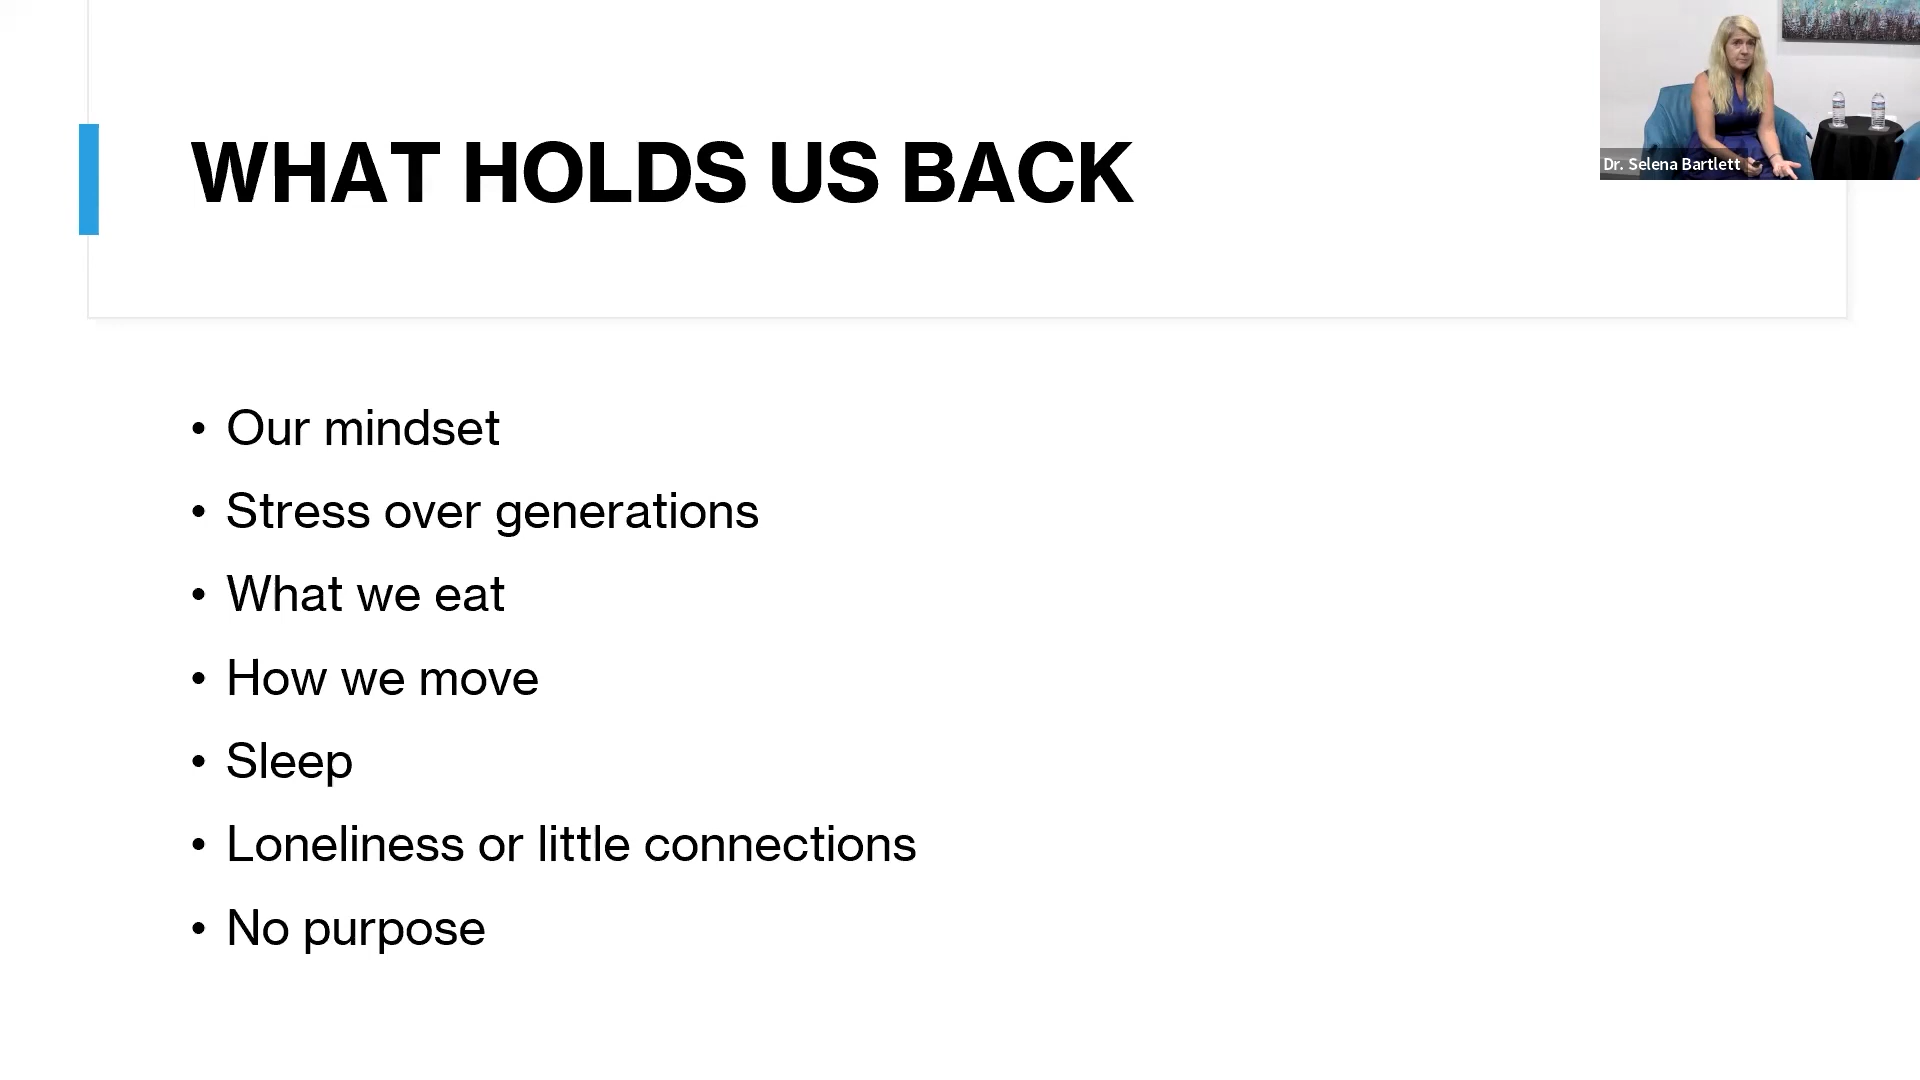 WHAT HOLDS US BACK
Dr. Selena Bartlett
• Our mindset
• Stress over generations
• What we eat
• How we move
• Sleep
• Loneliness or little connections
• No purpose